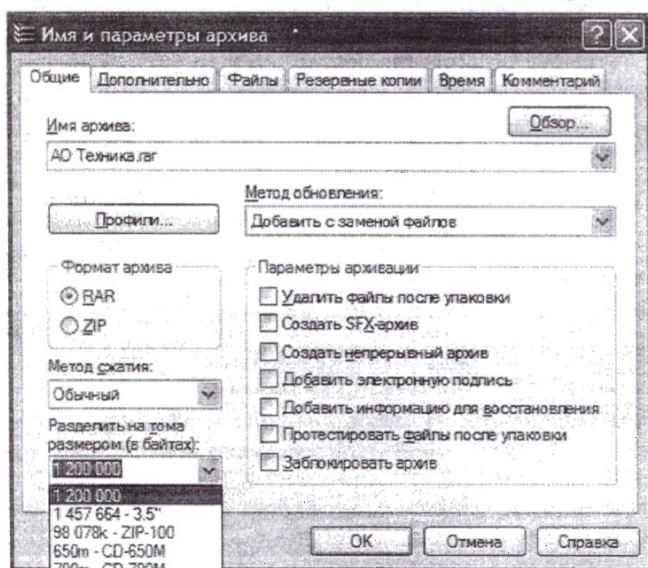 Имя и параметры архива
Общие Дополнительно Файлы Резервные копии Время Комментарий
Имя архива:
Обзор...
АО Техника.rar
Метод обновления:
Профили...
Добавить с заменой файлов
Формат архива
RAR
ZIP
Метод сжатия:
Обычный
Разделить на тома
размером (в байтах):
1 200 000
1 200 000
1 457 664 - 3.5"
98 078k - ZIP-100
650m - CD-650M
700m - CD-700M
Параметры архивации
Удалить файлы после упаковки
Создать SFX-архив
Создать непрерывный архив
Добавить электронную подпись
Добавить информацию для восстановления
Протестировать файлы после упаковки
Заблокировать архив
ОК Отмена Справка